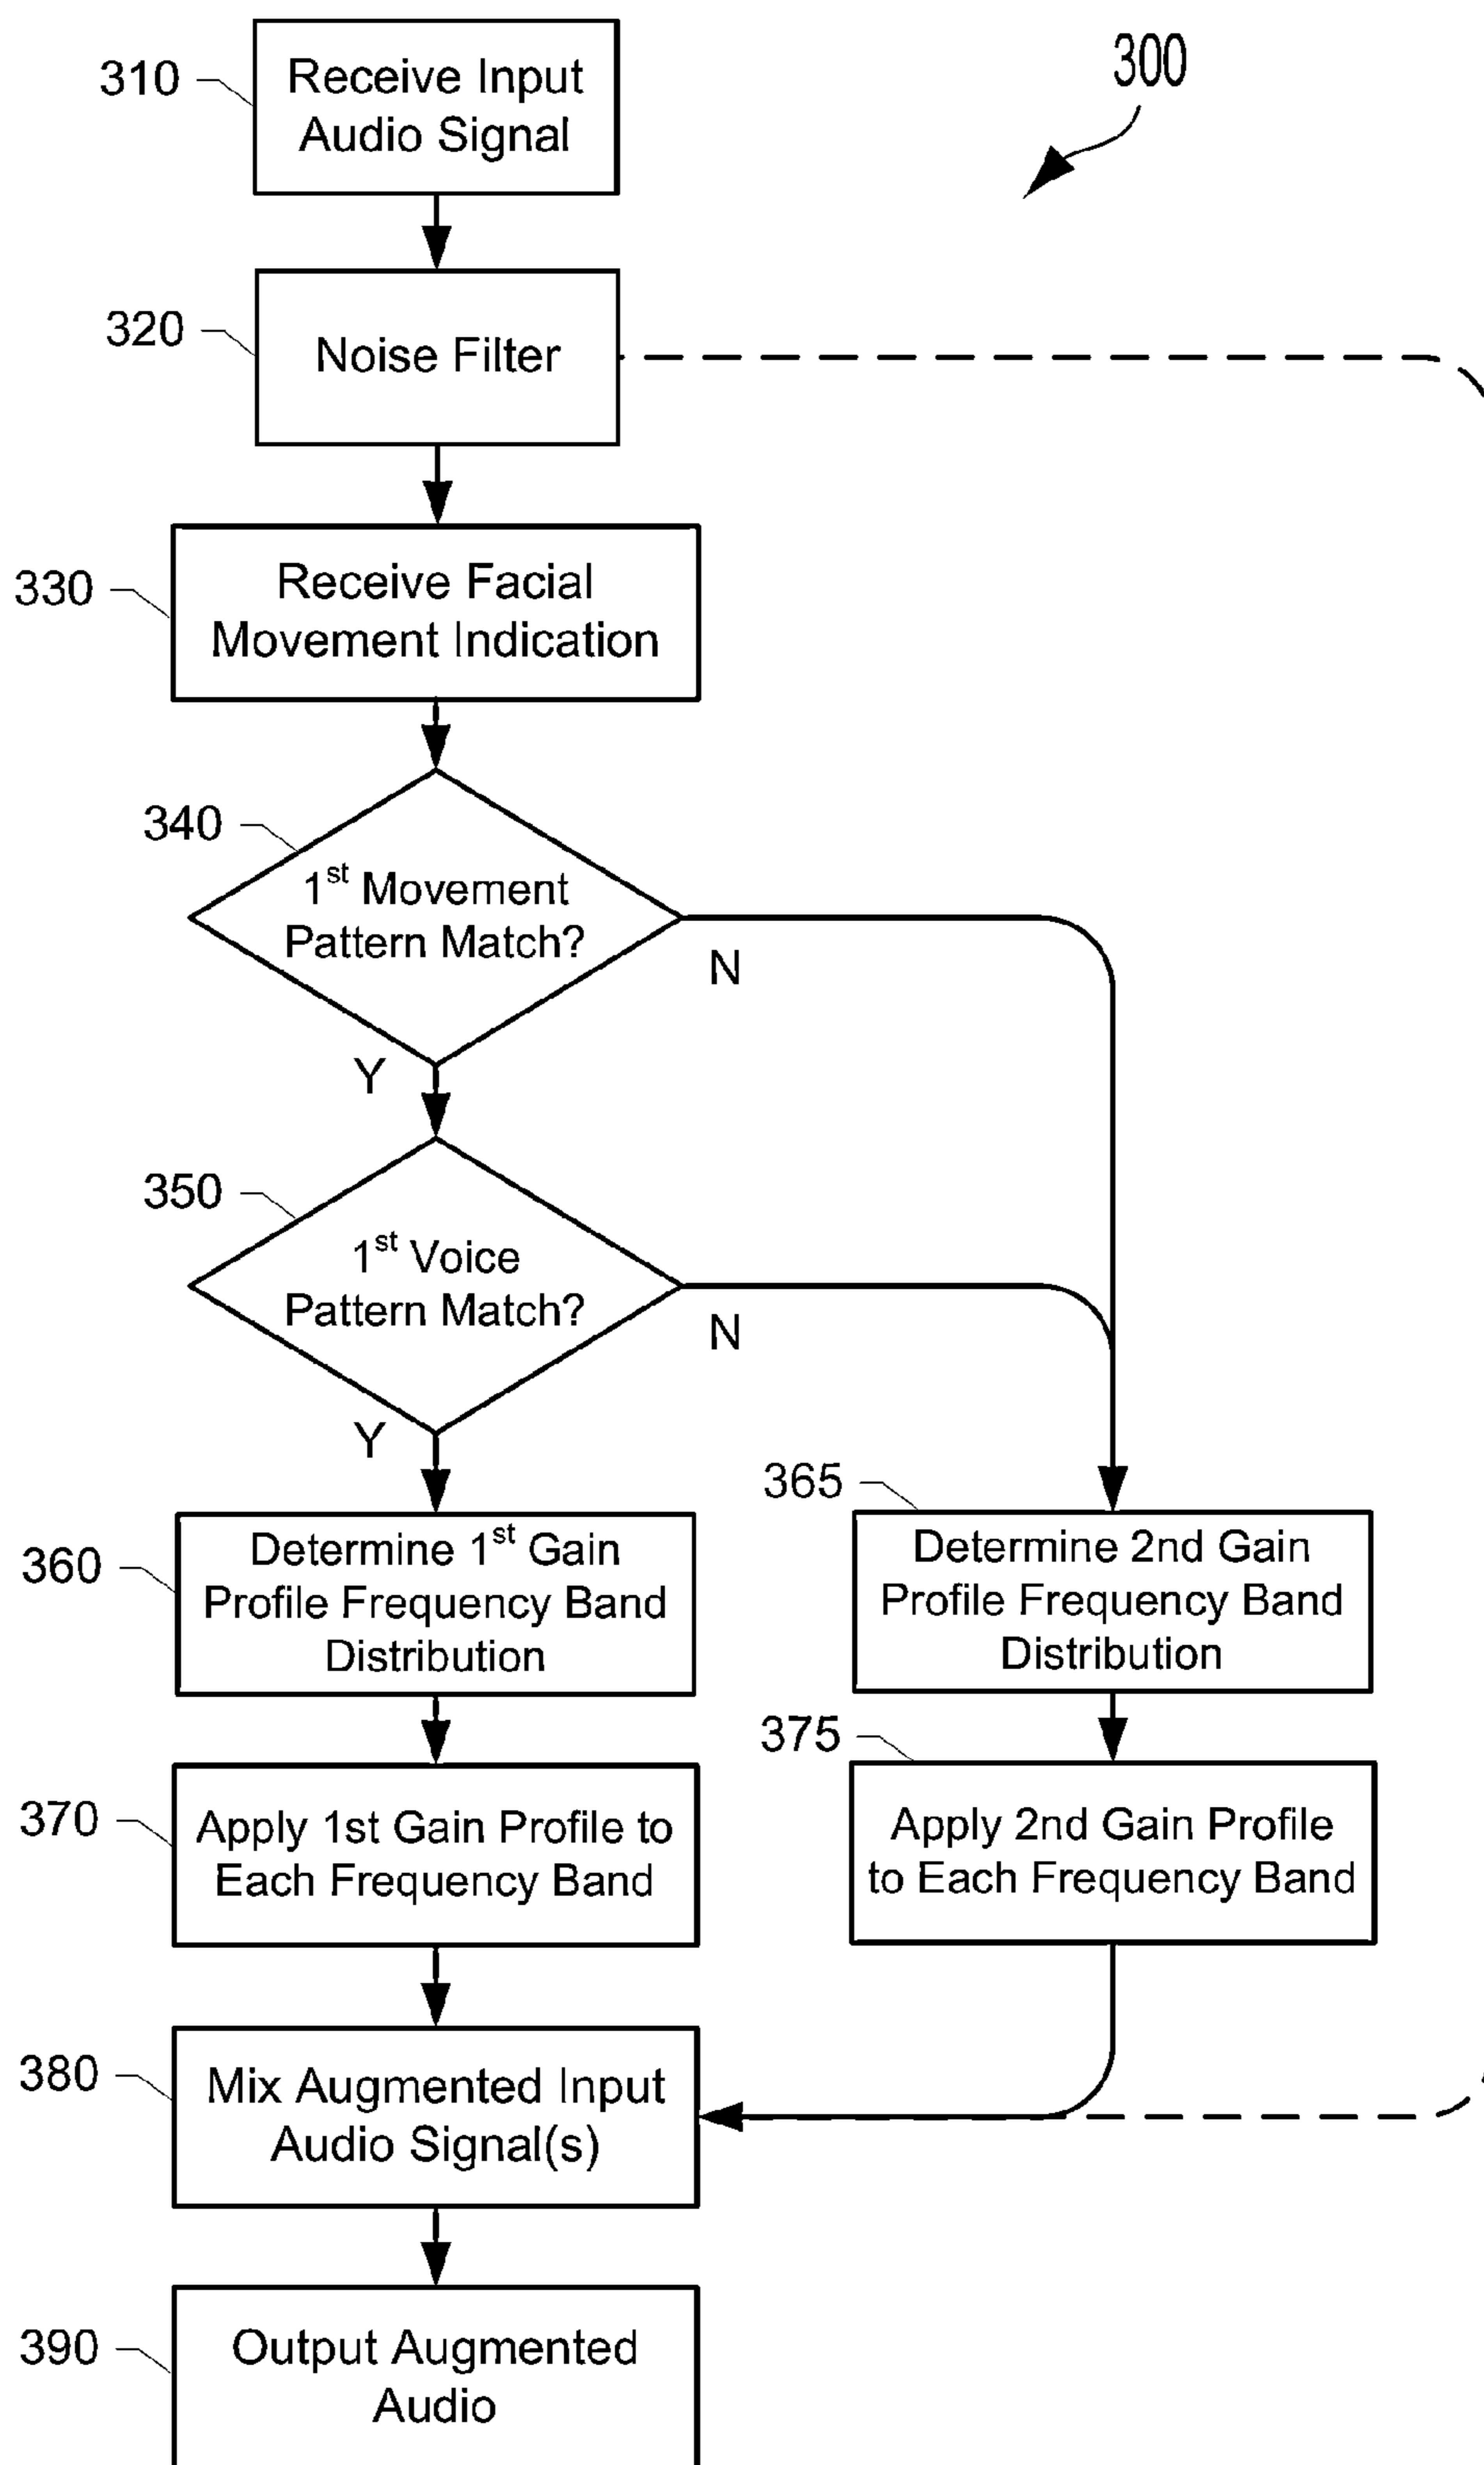 300
310
Receive Input
Audio Signal
320
Noise Filter
330
Receive Facial
Movement Indication
340
1st Movement
Pattern Match?
N
Y
350
1st Voice
Pattern Match?
N
Y
360
Determine 1st Gain
Profile Frequency Band
Distribution
365
Determine 2nd Gain
Profile Frequency Band
Distribution
370
Apply 1st Gain Profile to
Each Frequency Band
375
Apply 2nd Gain Profile
to Each Frequency Band
380
Mix Augmented Input
Audio Signal(s)
390
Output Augmented
Audio